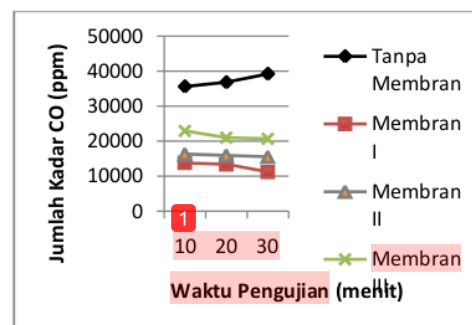 Jumlah Kadar CO (ppm)
50000
40000
30000
20000
10000
0
1
10 20 30
Waktu Pengujian (menit)
Tanpa
Membran
Membran
I
Membran
II
Membran
III